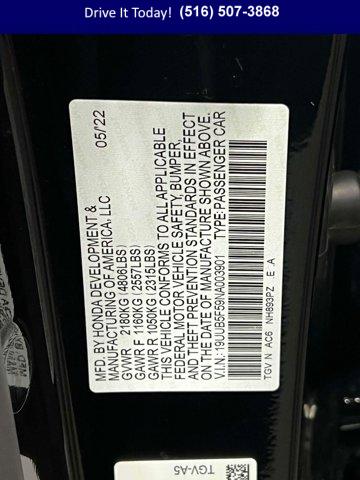 Drive It Today! (516) 507-3868
MFD. BY HONDA DEVELOPMENT & 05/22
MANUFACTURING OF AMERICA, LLC
GVWR 2180KG (4806LBS)
GAWR F 1160KG (2557LBS)
GAWR R 1050KG (2315LBS)
THIS VEHICLE CONFORMS TO ALL APPLICABLE
FEDERAL MOTOR VEHICLE SAFETY, BUMPER,
AND THEFT PREVENTION STANDARDS IN EFFECT
ON THE DATE OF MANUFACTURE SHOWN ABOVE.
V.I.N.:19UUB5F59NA003901 TYPE:PASSENGER CAR
TGV N AC6 NH893PZ E A
TGV-A5